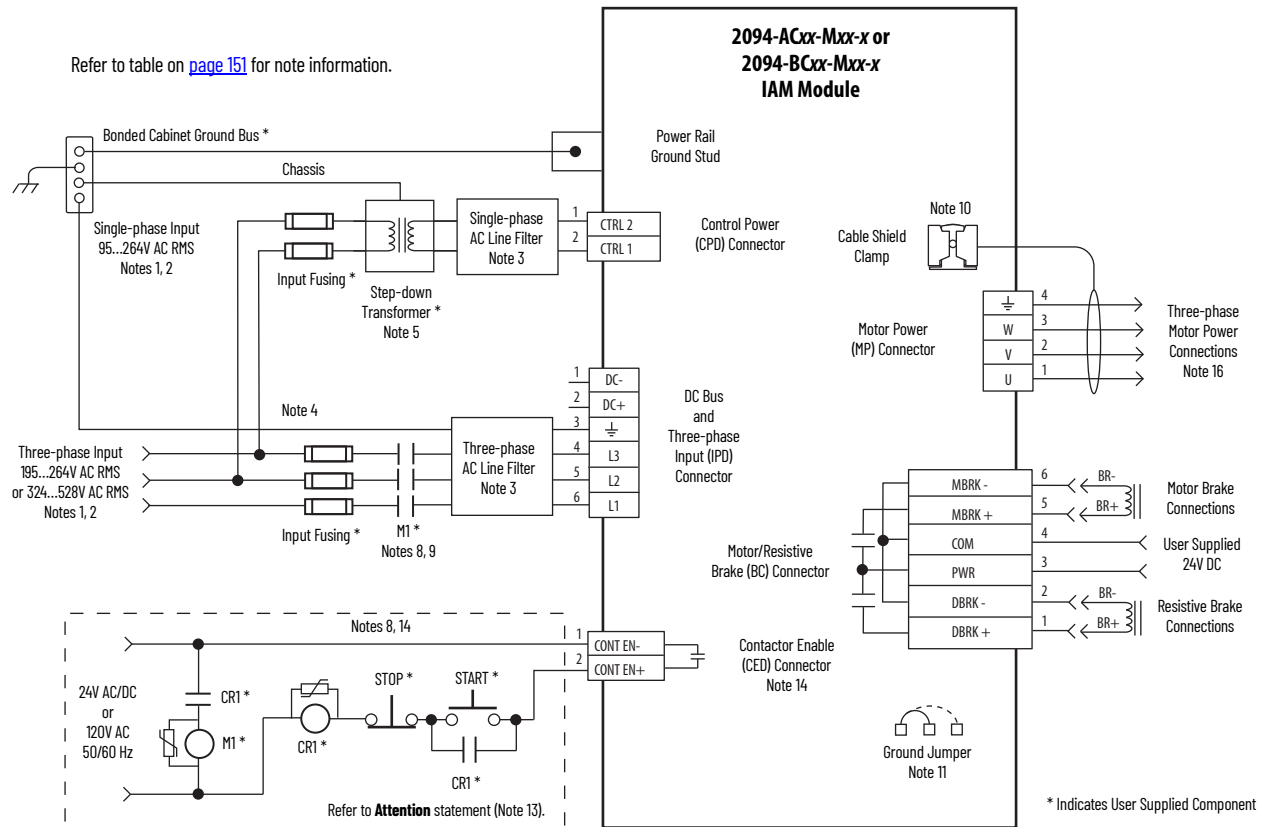 2094-ACxx-Mxx-x or
2094-BCxx-Mxx-x
IAM Module
Refer to table on page 151 for note information.
Bonded Cabinet Ground Bus *
Chassis
Single-phase Input
95...264V AC RMS
Notes 1, 2
Input Fusing *
Step-down
Transformer *
Note 5
Single-phase
AC Line Filter
Note 3
1
2
CTRL 2
CTRL 1
Power Rail
Ground Stud
Control Power
(CPD) Connector
Cable Shield
Clamp
Note 10
Motor Power
(MP) Connector
W
V
U
4
3
2
1
Three-phase
Motor Power
Connections
Note 16
Note 4
Three-phase Input
195...264V AC RMS
or 324...528V AC RMS
Notes 1, 2
Input Fusing *
M1 *
Notes 8, 9
Three-phase
AC Line Filter
Note 3
1
2
3
4
5
6
DC-
DC+
L3
L2
L1
DC Bus
and
Three-phase
Input (IPD)
Connector
Motor/Resistive
Brake (BC) Connector
MBRK -
MBRK +
COM
PWR
DBRK -
DBRK +
6
5
4
3
2
1
BR-
BR+
Motor Brake
Connections
User Supplied
24V DC
BR-
BR+
Resistive Brake
Connections
Notes 8, 14
24V AC/DC
or
120V AC
50/60 Hz
CR1 *
M1 *
CR1 *
STOP *
START *
CR1 *
Refer to Attention statement (Note 13).
1
2
CONT EN-
CONT EN+
Contactor Enable
(CED) Connector
Note 14
Ground Jumper
Note 11
* Indicates User Supplied Component